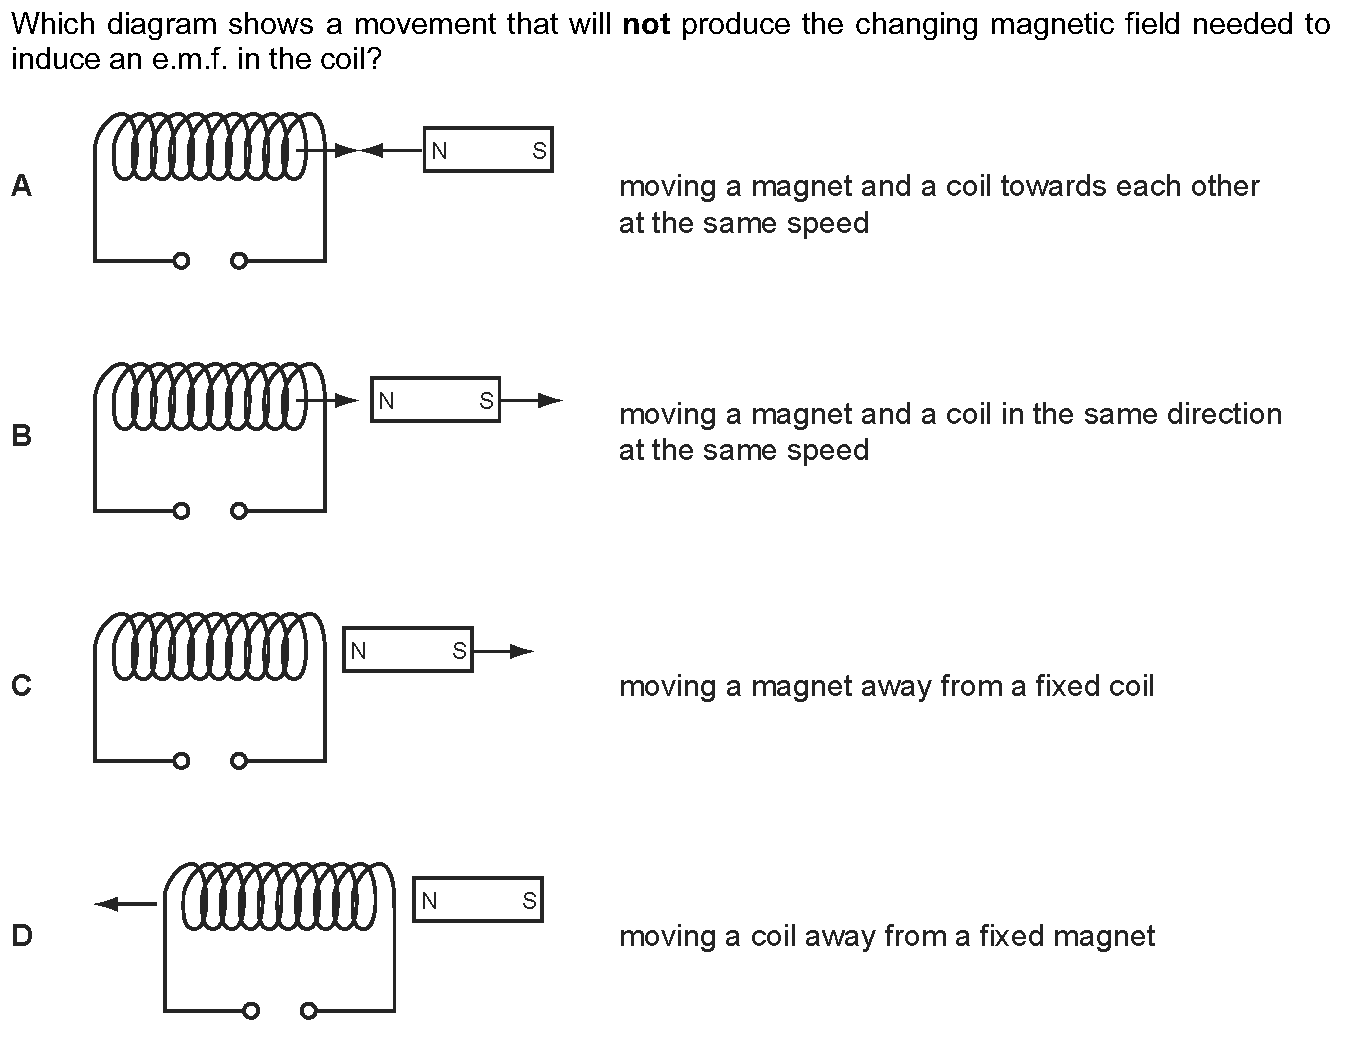 Which diagram shows a movement that will not produce the changing magnetic field needed to
induce an e.m.f. in the coil?
A
N S
moving a magnet and a coil towards each other
at the same speed
B
N S
moving a magnet and a coil in the same direction
at the same speed
C
N S
moving a magnet away from a fixed coil
D
N S
moving a coil away from a fixed magnet